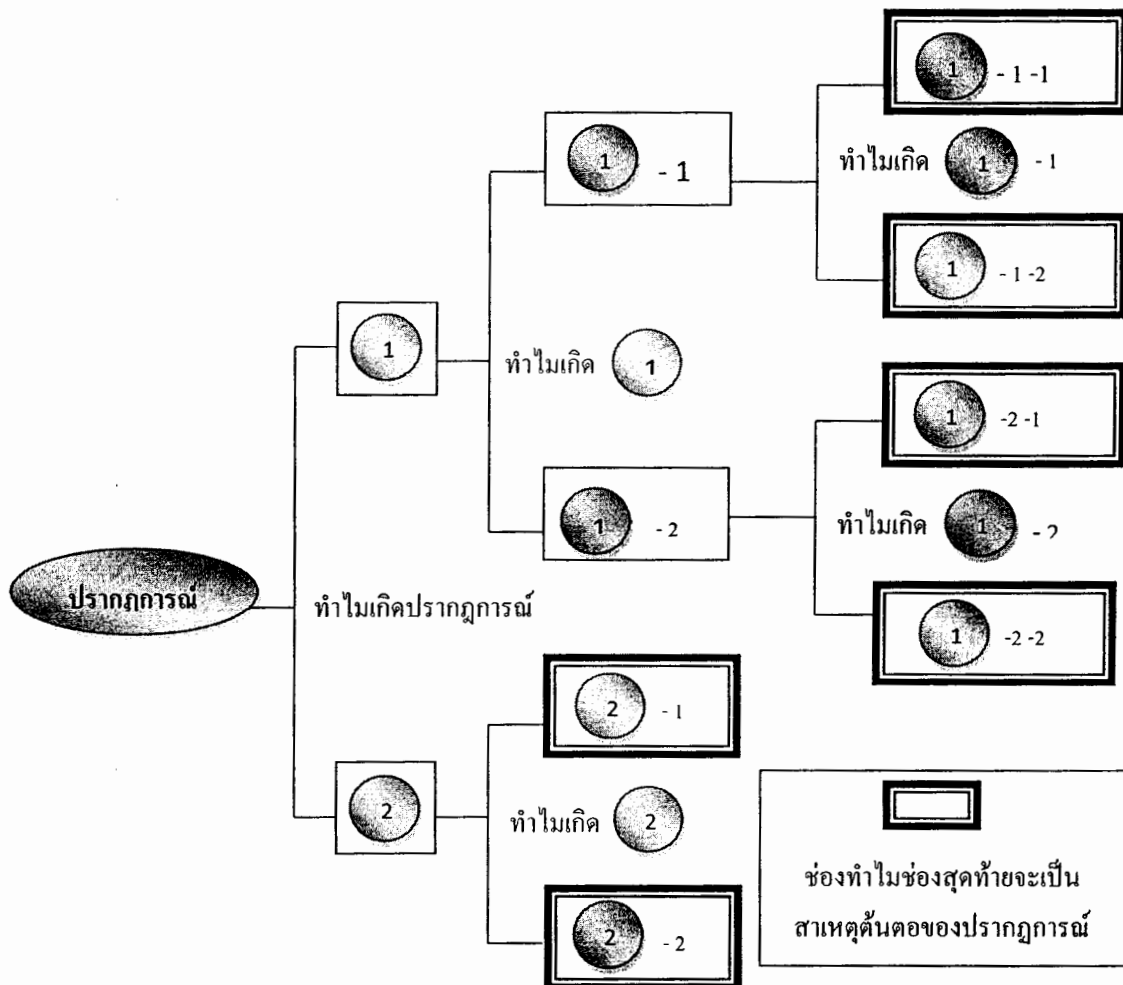 1 - 1 -1
1 - 1
ทำไมเกิด 1 - 1
1 - 1 -2
1
ทำไมเกิด 1
1 -2 -1
1 - 2
ทำไมเกิด 1 - 2
ปรากฏการณ์
ทำไมเกิดปรากฏการณ์
1 -2 -2
2 - 1
2
ทำไมเกิด 2
2 - 2
ช่องทำไมช่องสุดท้ายจะเป็น
สาเหตุต้นตอของปรากฏการณ์